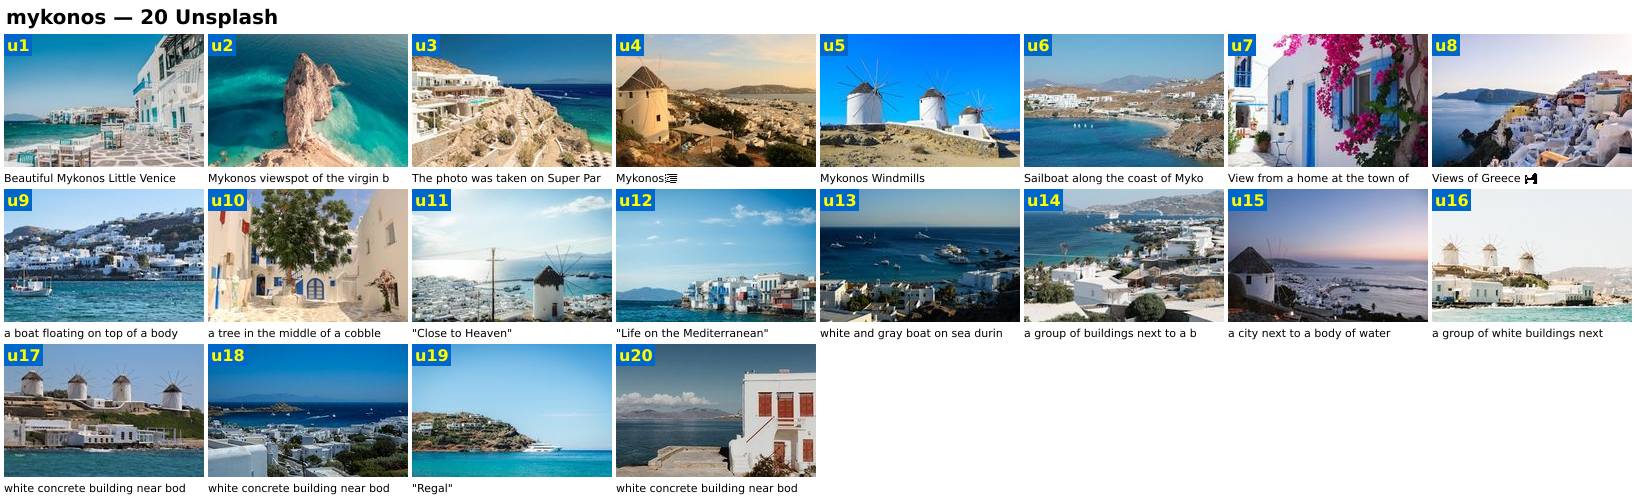 mykonos — 20 Unsplash
u1 u2 u3 u4 u5 u6 u7 u8
Beautiful Mykonos Little Venice
Mykonos viewspot of the virgin b
The photo was taken on Super Par
Mykonos
Mykonos Windmills
Sailboat along the coast of Myko
View from a home at the town of
Views of Greece
u9 u10 u11 u12 u13 u14 u15 u16
a boat floating on top of a body
a tree in the middle of a cobble
"Close to Heaven"
"Life on the Mediterranean"
white and gray boat on sea durin
a group of buildings next to a b
a city next to a body of water
a group of white buildings next
u17 u18 u19 u20
white concrete building near bod
white concrete building near bod
"Regal"
white concrete building near bod